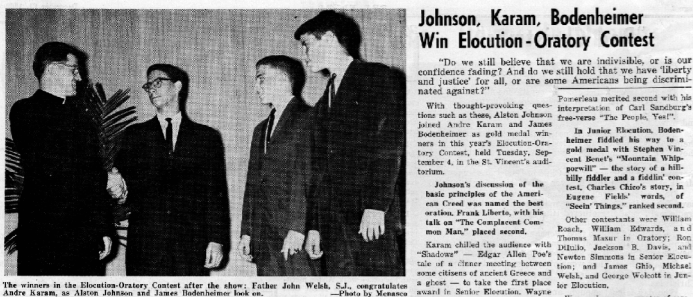 Johnson, Karam, Bodenheimer
Win Elocution-Oratory Contest
"Do we still believe that we are indivisible, or is our
confidence fading? And do we still hold that we have 'liberty
and justice' for all, or are some Americans being discrimi-
nated against?"
With thought-provoking ques-
tions such as these, Alston Johnson
joined Andre Karam and James
Bodenheimer as gold medal win-
ners in this year's Elocution-Ora-
tory Contest, held Tuesday, Sep-
tember 4, in the St. Vincent's audi-
torium.
Johnson's discussion of the
basic principles of the Ameri-
can Creed was named the best
oration. Frank Liberto, with his
talk on "The Complacent Com-
mon Man," placed second.
Karam chilled the audience with
"Shadows" — Edgar Allen Poe's
tale of a dinner meeting between
some citizens of ancient Greece and
a ghost — to take the first place
award in Senior Elocution. Wayne
Pomerleau merited second with his
interpretation of Carl Sandburg's
free-verse "The People, Yes!".
In Junior Elocution, Boden-
heimer fiddled his way to a
gold medal with Stephen Vin-
cent Benet's "Mountain Whip-
porwill" — the story of a hill-
billy fiddler and a fiddlin' con-
test. Charles Chico's story, in
Eugene Fields' words, of
"Seein' Things," ranked second.
Other contestants were William
Roach, William Edwards, and
Thomas Mazur in Oratory; Ron
DiIulio, Jackson B. Davis, and
Newton Simmons in Senior Elocu-
tion; and James Ghio, Michael
Welsh, and George Wolcott in Jun-
ior Elocution.
The winners in the Elocution-Oratory Contest after the show: Father John Welsh, S.J., congratulates
Andre Karam, as Alston Johnson and James Bodenheimer look on. —Photo by Menasco